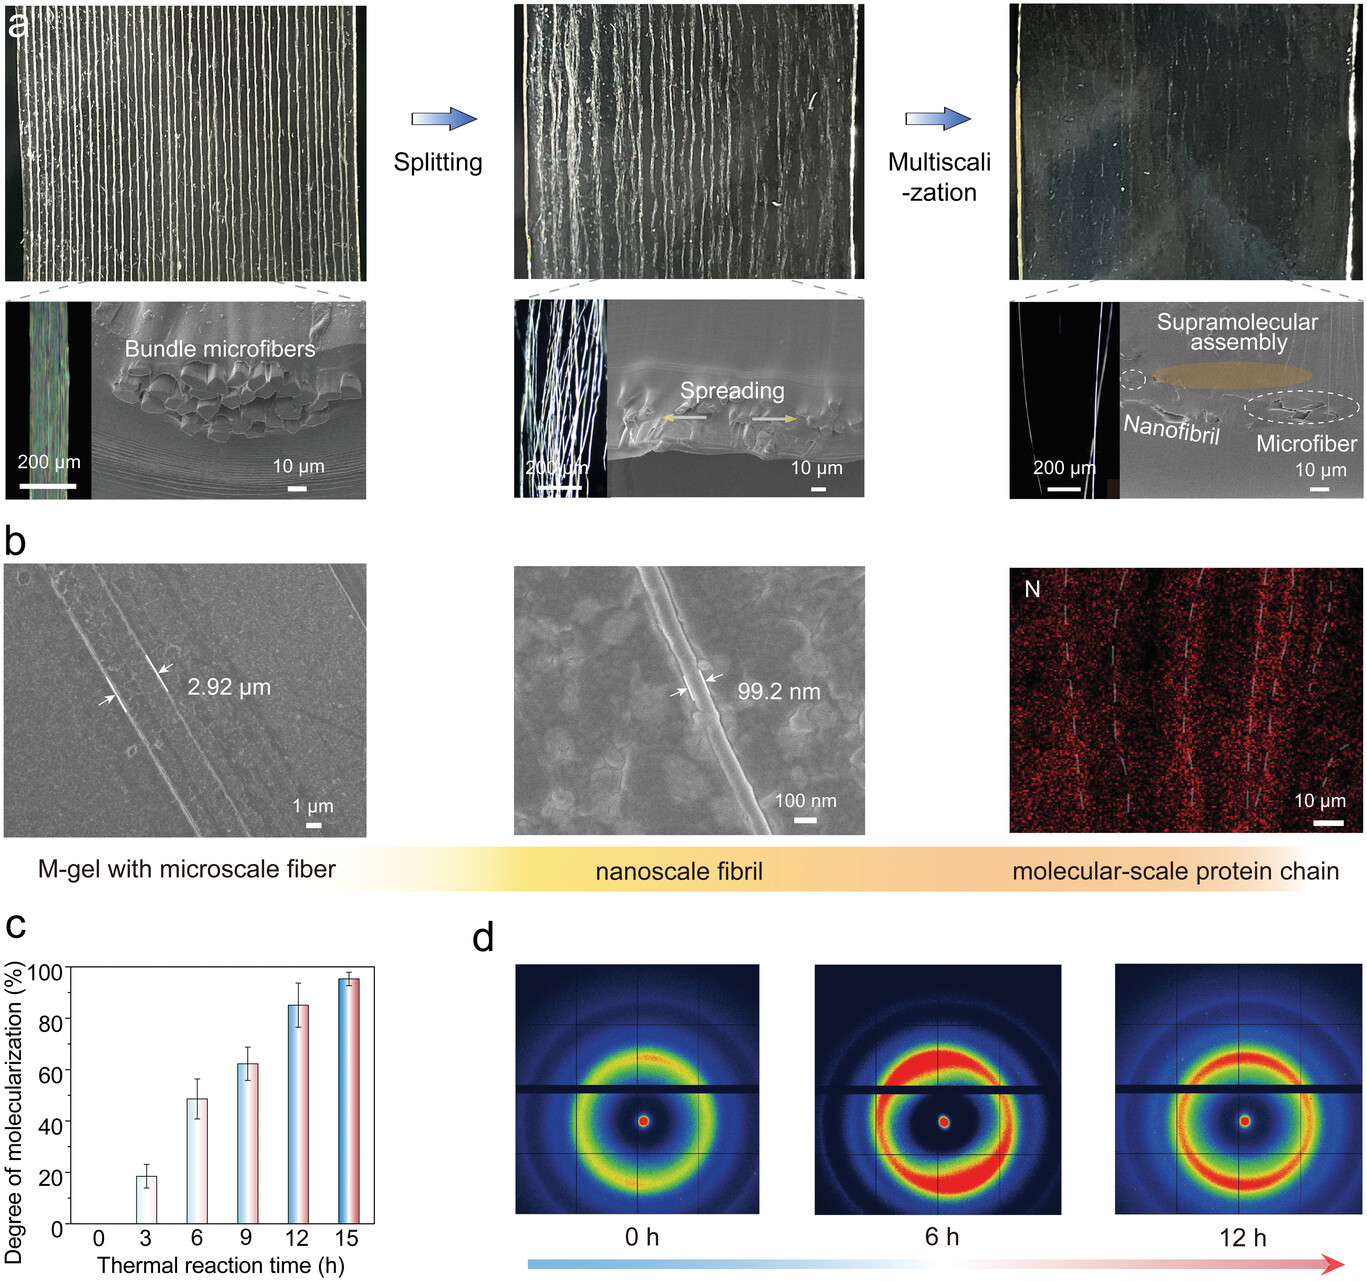 a
Splitting
Multiscali
-zation
Bundle microfibers
200 μm
10 μm
Spreading
200 μm
10 μm
Supramolecular
assembly
Nanofibril
Microfiber
200 μm
10 μm
b
2.92 μm
1 μm
99.2 nm
100 nm
N
10 μm
M-gel with microscale fiber
nanoscale fibril
molecular-scale protein chain
c
Degree of molecularization (%)
100
80
60
40
20
0
0 3 6 9 12 15
Thermal reaction time (h)
d
0 h
6 h
12 h